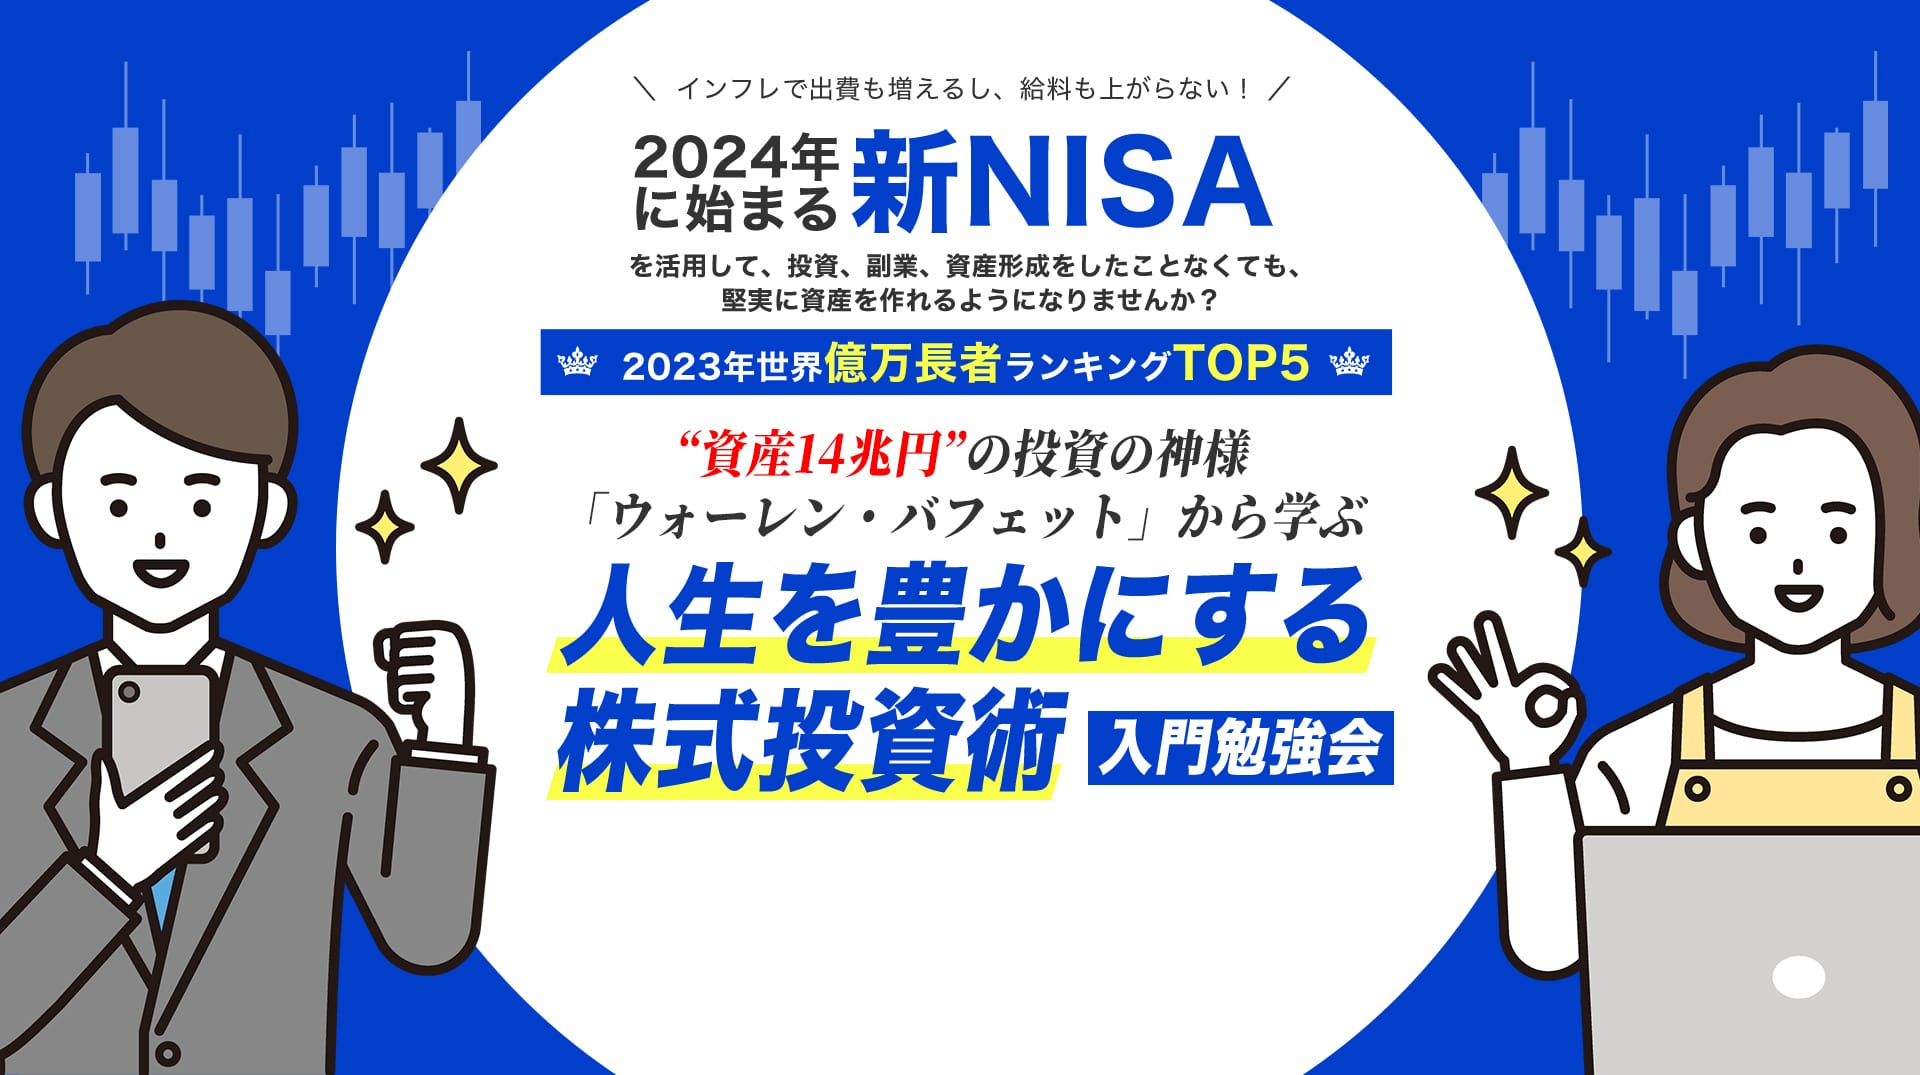 ＼ インフレで出費も増えるし、給料も上がらない！ ／
2024年
に始まる
新NISA
を活用して、投資、副業、資産形成をしたことなくても、
堅実に資産を作れるようになりませんか？
2023年世界億万長者ランキングTOP5
“資産14兆円”の投資の神様
「ウォーレン・バフェット」から学ぶ
人生を豊かにする
株式投資術 入門勉強会